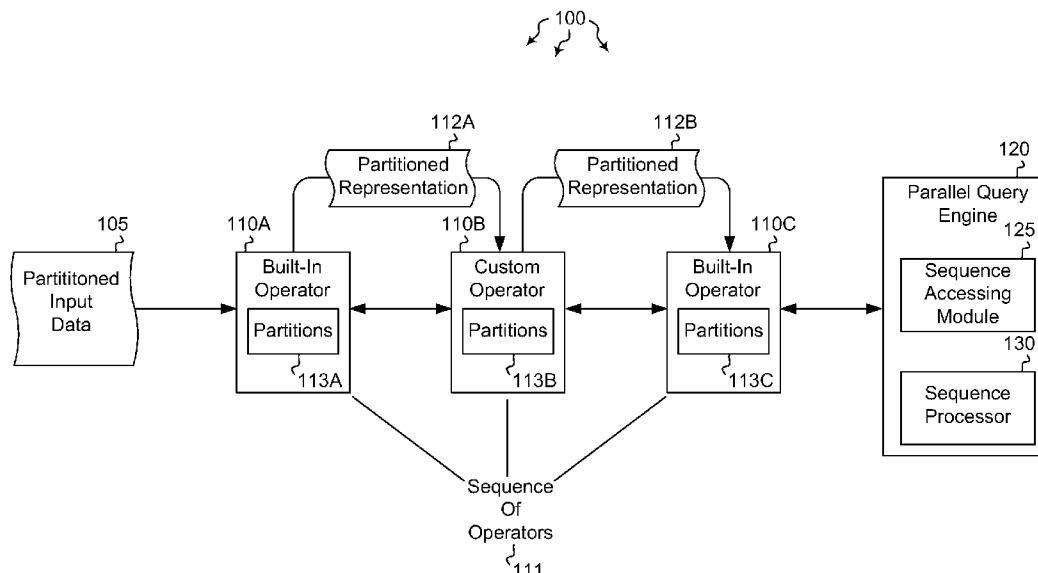 100
112A
Partitioned
Representation
112B
Partitioned
Representation
120
Parallel Query
Engine
125
Sequence
Accessing
Module
130
Sequence
Processor
105
Partititoned
Input
Data
110A
Built-In
Operator
Partitions
113A
110B
Custom
Operator
Partitions
113B
110C
Built-In
Operator
Partitions
113C
Sequence
Of
Operators
111